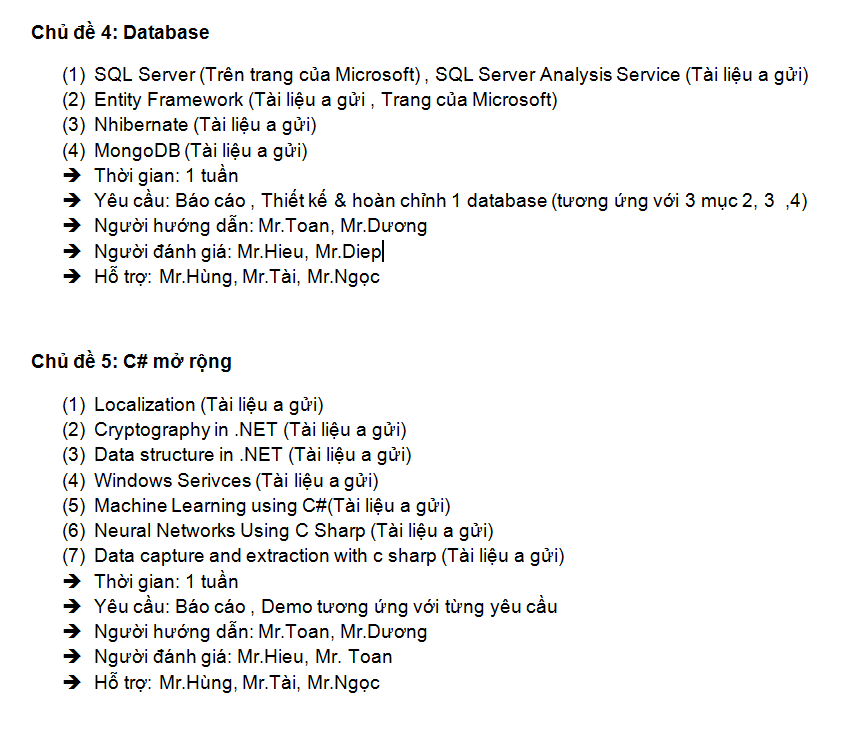 Chủ đề 4: Database
(1) SQL Server (Trên trang của Microsoft) , SQL Server Analysis Service (Tài liệu a gửi)
(2) Entity Framework (Tài liệu a gửi , Trang của Microsoft)
(3) Nhibernate (Tài liệu a gửi)
(4) MongoDB (Tài liệu a gửi)
➔ Thời gian: 1 tuần
➔ Yêu cầu: Báo cáo , Thiết kế & hoàn chỉnh 1 database (tương ứng với 3 mục 2, 3 ,4)
➔ Người hướng dẫn: Mr.Toan, Mr.Dương
➔ Người đánh giá: Mr.Hieu, Mr.Diep
➔ Hỗ trợ: Mr.Hùng, Mr.Tài, Mr.Ngọc
Chủ đề 5: C# mở rộng
(1) Localization (Tài liệu a gửi)
(2) Cryptography in .NET (Tài liệu a gửi)
(3) Data structure in .NET (Tài liệu a gửi)
(4) Windows Serivces (Tài liệu a gửi)
(5) Machine Learning using C#(Tài liệu a gửi)
(6) Neural Networks Using C Sharp (Tài liệu a gửi)
(7) Data capture and extraction with c sharp (Tài liệu a gửi)
➔ Thời gian: 1 tuần
➔ Yêu cầu: Báo cáo , Demo tương ứng với từng yêu cầu
➔ Người hướng dẫn: Mr.Toan, Mr.Dương
➔ Người đánh giá: Mr.Hieu, Mr. Toan
➔ Hỗ trợ: Mr.Hùng, Mr.Tài, Mr.Ngọc